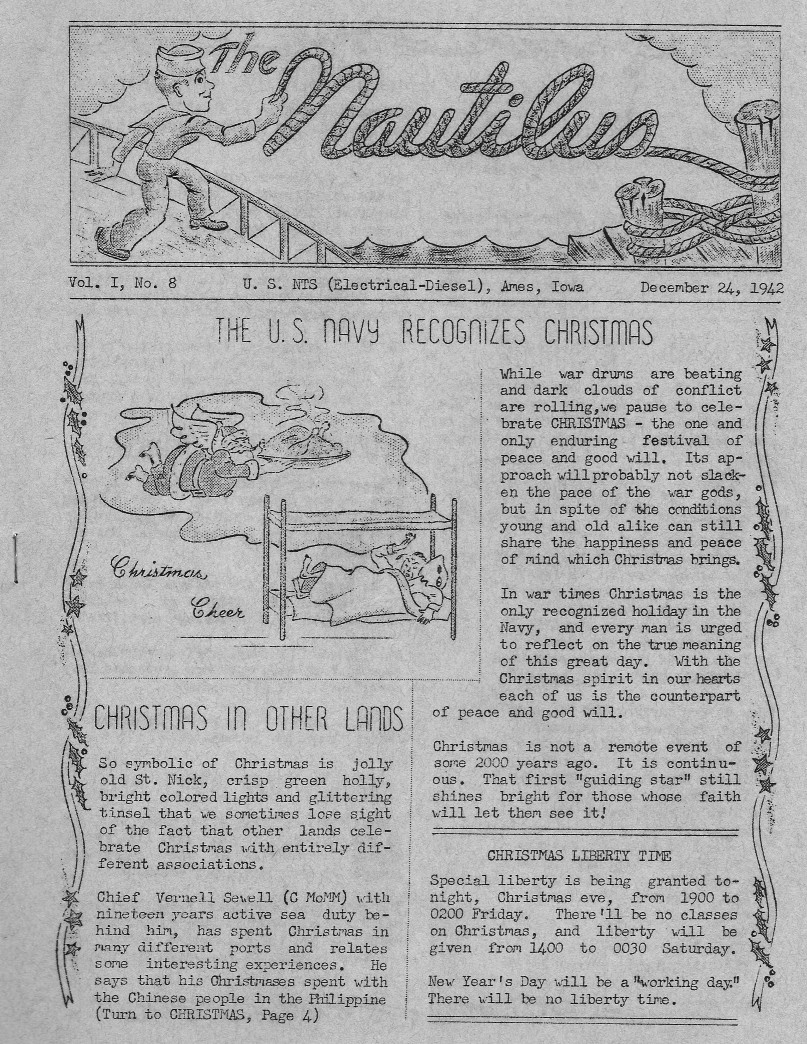 The Nautilus
Vol. I, No. 8 U. S. NTS (Electrical-Diesel), Ames, Iowa December 24, 1942
THE U.S. NAVY RECOGNIZES CHRISTMAS
Christmas
Cheer
While war drums are beating
and dark clouds of conflict
are rolling,we pause to cele-
brate CHRISTMAS - the one and
only enduring festival of
peace and good will. Its ap-
proach will probably not slack-
en the pace of the war gods,
but in spite of the conditions
young and old alike can still
share the happiness and peace
of mind which Christmas brings.
In war times Christmas is the
only recognized holiday in the
Navy, and every man is urged
to reflect on the true meaning
of this great day. With the
Christmas spirit in our hearts
each of us is the counterpart
of peace and good will.
Christmas is not a remote event of
some 2000 years ago. It is continu-
ous. That first "guiding star" still
shines bright for those whose faith
will let them see it!
CHRISTMAS IN OTHER LANDS
So symbolic of Christmas is jolly
old St. Nick, crisp green holly,
bright colored lights and glittering
tinsel that we sometimes lose sight
of the fact that other lands cele-
brate Christmas with entirely dif-
ferent associations.
Chief Vernell Sewell (C MoMM) with
nineteen years active sea duty be-
hind him, has spent Christmas in
many different ports and relates
some interesting experiences. He
says that his Christmases spent with
the Chinese people in the Philippine
(Turn to CHRISTMAS, Page 4)
CHRISTMAS LIBERTY TIME
Special liberty is being granted to-
night, Christmas eve, from 1900 to
0200 Friday. There'll be no classes
on Christmas, and liberty will be
given from 1400 to 0030 Saturday.
New Year's Day will be a "working day."
There will be no liberty time.